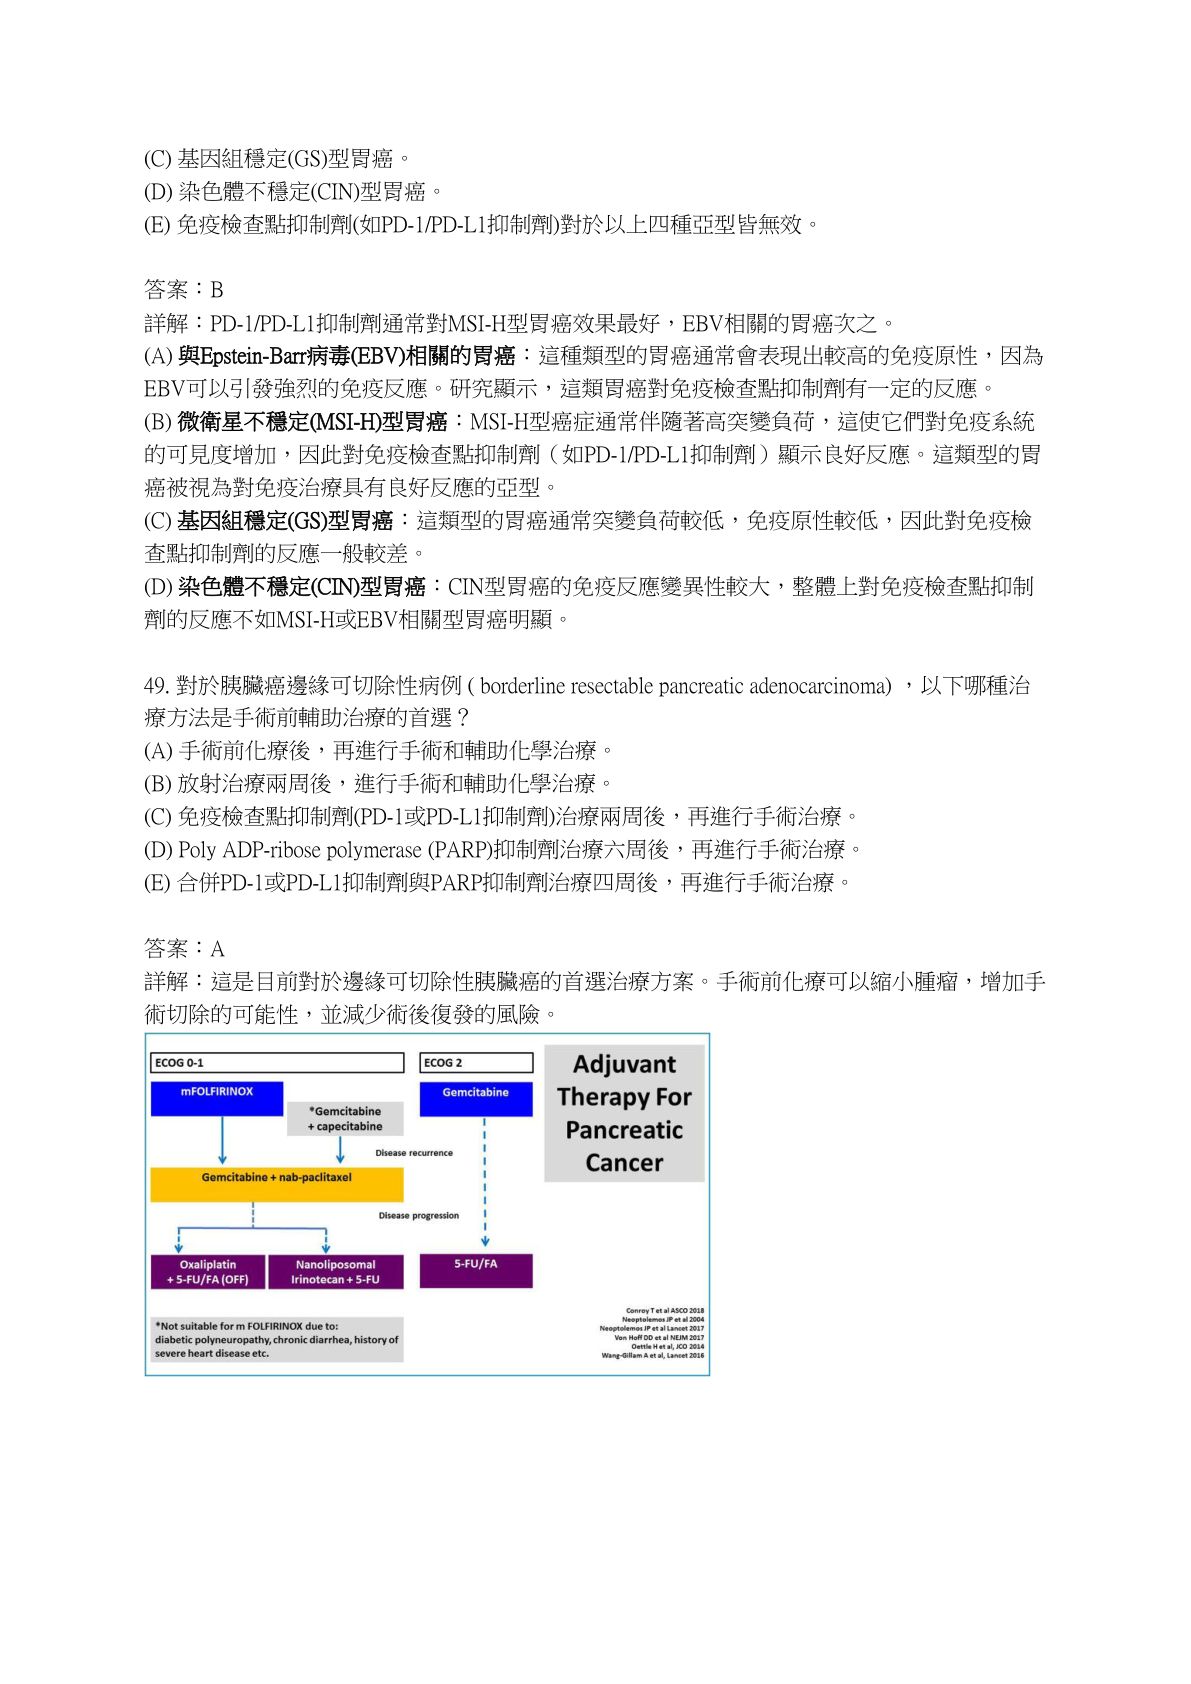 (C) 基因組穩定(GS)型胃癌。
(D) 染色體不穩定(CIN)型胃癌。
(E) 免疫檢查點抑制劑(如PD-1/PD-L1抑制劑)對於以上四種亞型皆無效。
答案：B
詳解：PD-1/PD-L1抑制劑通常對MSI-H型胃癌效果最好，EBV相關的胃癌次之。
(A) 與Epstein-Barr病毒(EBV)相關的胃癌：這種類型的胃癌通常會表現出較高的免疫原性，因為
EBV可以引發強烈的免疫反應。研究顯示，這類胃癌對免疫檢查點抑制劑有一定的反應。
(B) 微衛星不穩定(MSI-H)型胃癌：MSI-H型癌症通常伴隨著高突變負荷，這使它們對免疫系統
的可見度增加，因此對免疫檢查點抑制劑（如PD-1/PD-L1抑制劑）顯示良好反應。這類型的胃
癌被視為對免疫治療具有良好反應的亞型。
(C) 基因組穩定(GS)型胃癌：這類型的胃癌通常突變負荷較低，免疫原性較低，因此對免疫檢
查點抑制劑的反應一般較差。
(D) 染色體不穩定(CIN)型胃癌：CIN型胃癌的免疫反應變異性較大，整體上對免疫檢查點抑制
劑的反應不如MSI-H或EBV相關型胃癌明顯。
49. 對於胰臟癌邊緣可切除性病例 ( borderline resectable pancreatic adenocarcinoma) ，以下哪種治
療方法是手術前輔助治療的首選？
(A) 手術前化療後，再進行手術和輔助化學治療。
(B) 放射治療兩周後，進行手術和輔助化學治療。
(C) 免疫檢查點抑制劑(PD-1或PD-L1抑制劑)治療兩周後，再進行手術治療。
(D) Poly ADP-ribose polymerase (PARP)抑制劑治療六周後，再進行手術治療。
(E) 合併PD-1或PD-L1抑制劑與PARP抑制劑治療四周後，再進行手術治療。
答案：A
詳解：這是目前對於邊緣可切除性胰臟癌的首選治療方案。手術前化療可以縮小腫瘤，增加手
術切除的可能性，並減少術後復發的風險。
ECOG 0-1
ECOG 2
Adjuvant
Therapy For
Pancreatic
Cancer
mFOLFIRINOX
Gemcitabine
*Gemcitabine
+ capecitabine
Disease recurrence
Gemcitabine + nab-paclitaxel
Disease progression
Oxaliplatin
+ 5-FU/FA (OFF)
Nanoliposomal
Irinotecan + 5-FU
5-FU/FA
*Not suitable for m FOLFIRINOX due to:
diabetic polyneuropathy, chronic diarrhea, history of
severe heart disease etc.
Conroy T et al ASCO 2018
Neoptolemos JP et al 2004
Neoptolemos JP et al Lancet 2017
Von Hoff DD et al NEJM 2017
Oettle H et al, JCO 2014
Wang-Gillam A et al, Lancet 2016